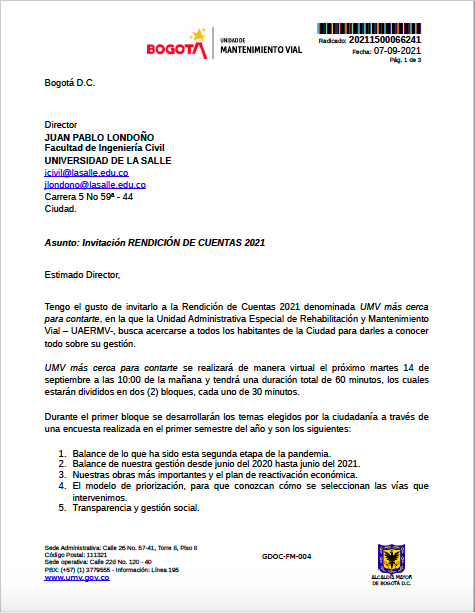 BOGOTÁ
UNIDAD DE
MANTENIMIENTO VIAL
Radicado: 20211500066241
Fecha: 07-09-2021
Pág. 1 de 3
Bogotá D.C.
Director
JUAN PABLO LONDOÑO
Facultad de Ingeniería Civil
UNIVERSIDAD DE LA SALLE
icivil@lasalle.edu.co
jlondono@lasalle.edu.co
Carrera 5 No 59ª - 44
Ciudad.
Asunto: Invitación RENDICIÓN DE CUENTAS 2021
Estimado Director,
Tengo el gusto de invitarlo a la Rendición de Cuentas 2021 denominada UMV más cerca
para contarte, en la que la Unidad Administrativa Especial de Rehabilitación y Mantenimiento
Vial – UAERMV-, busca acercarse a todos los habitantes de la Ciudad para darles a conocer
todo sobre su gestión.
UMV más cerca para contarte se realizará de manera virtual el próximo martes 14 de
septiembre a las 10:00 de la mañana y tendrá una duración total de 60 minutos, los cuales
estarán divididos en dos (2) bloques, cada uno de 30 minutos.
Durante el primer bloque se desarrollarán los temas elegidos por la ciudadanía a través de
una encuesta realizada en el primer semestre del año y son los siguientes:
1. Balance de lo que ha sido esta segunda etapa de la pandemia.
2. Balance de nuestra gestión desde junio del 2020 hasta junio del 2021.
3. Nuestras obras más importantes y el plan de reactivación económica.
4. El modelo de priorización, para que conozcan cómo se seleccionan las vías que
intervenimos.
5. Transparencia y gestión social.
Sede Administrativa: Calle 26 No. 57-41, Torre 8, Piso 8
Código Postal: 111321
Sede operativa: Calle 22d No. 120 - 40
PBX: (+57) (1) 3779555 - Información: Línea 195
www.umv.gov.co
GDOC-FM-004
ALCALDÍA MAYOR
DE BOGOTÁ D.C.